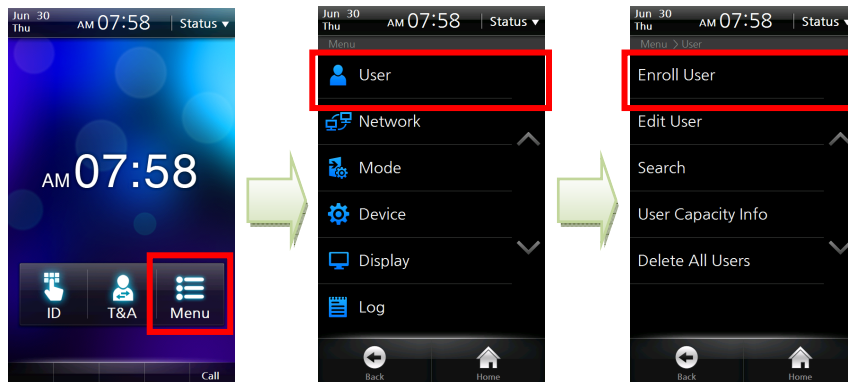 Jun 30
Thu
AM 07:58
Status ▾
AM 07:58
ID
T&A
Menu
Call
Jun 30
Thu
AM 07:58
Status ▾
Menu
User
Network
Mode
Device
Display
Log
Back
Home
Jun 30
Thu
AM 07:58
Status ▾
Menu > User
Enroll User
Edit User
Search
User Capacity Info
Delete All Users
Back
Home